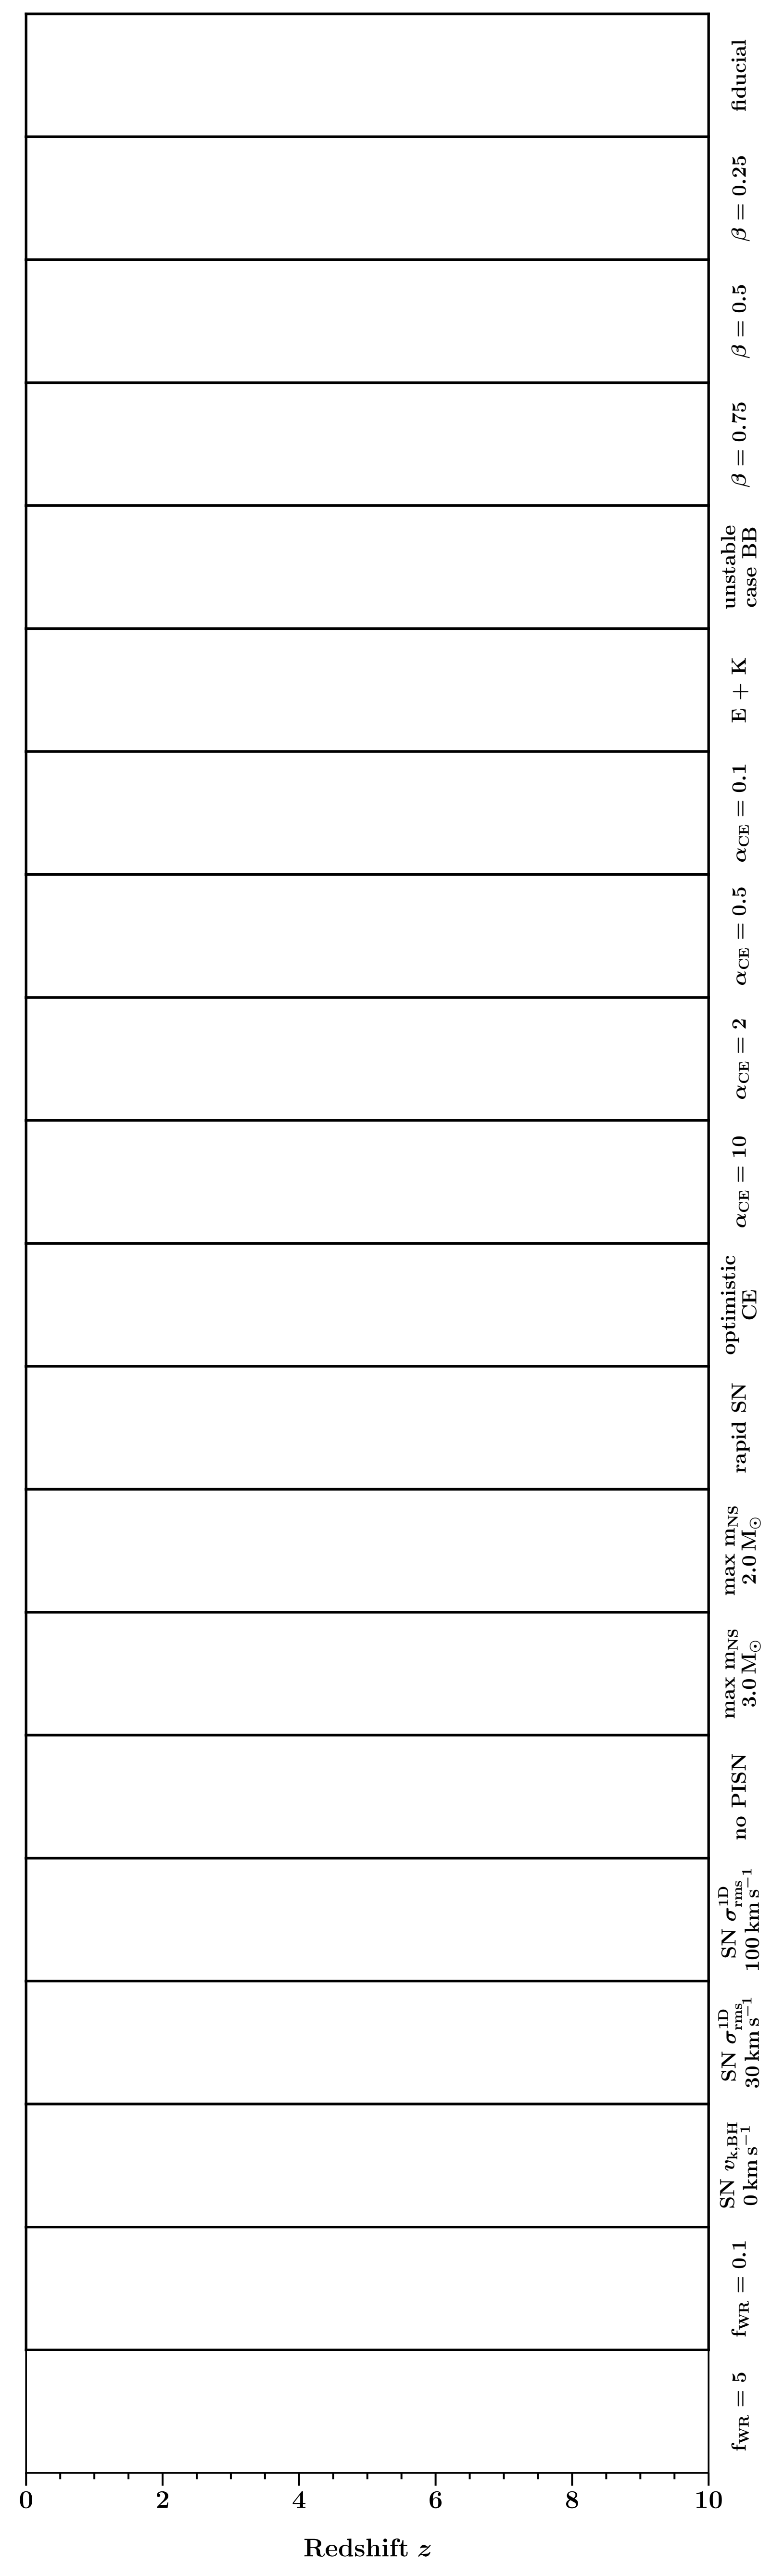 fiducial
β = 0.25
β = 0.5
β = 0.75
unstable
case BB
E + K
α_CE = 0.1
α_CE = 0.5
α_CE = 2
α_CE = 10
optimistic
CE
rapid SN
max m_NS
2.0 M_⊙
max m_NS
3.0 M_⊙
no PISN
SN σ_rms^1D
100 km s^−1
SN σ_rms^1D
30 km s^−1
SN v_k,BH
0 km s^−1
f_WR = 0.1
f_WR = 5
0 2 4 6 8 10
Redshift z